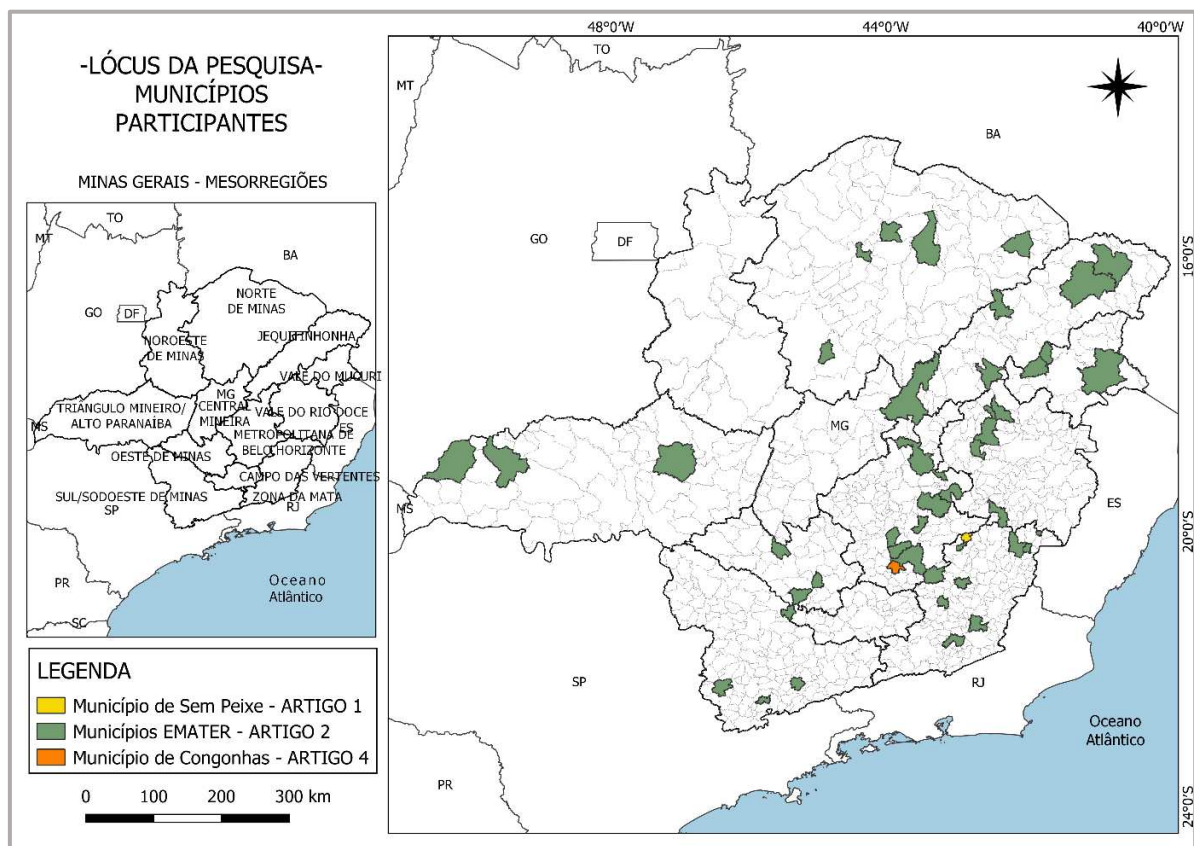 -LÓCUS DA PESQUISA-
MUNICÍPIOS
PARTICIPANTES
MINAS GERAIS - MESORREGIÕES
TO
MT
BA
GO
DF
NORTE
DE MINAS
JEQUITINHONHA
NOROESTE
DE MINAS
VALE DO MUCURI
MG
CENTRAL
MINEIRA
TRIÂNGULO MINEIRO/
ALTO PARANAÍBA
VALE DO RIO DOCE
MS
ES
METROPOLITANA DE
BELO HORIZONTE
OESTE DE MINAS
CAMPO DAS VERTENTES
SUL/SODOESTE DE MINAS
ZONA DA MATA
SP
RJ
PR
Oceano
Atlântico
SC
LEGENDA
Município de Sem Peixe - ARTIGO 1
Municípios EMATER - ARTIGO 2
Município de Congonhas - ARTIGO 4
0 100 200 300 km
48°0'W 44°0'W 40°0'W
TO
MT
BA
GO
DF
16°0'S
MG
MS
ES
20°0'S
SP
RJ
Oceano
Atlântico
PR
24°0'S